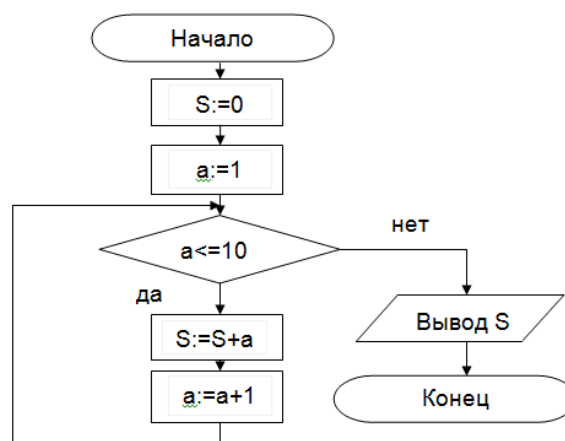 Начало
S:=0
a:=1
a<=10
нет
да
S:=S+a
Вывод S
a:=a+1
Конец